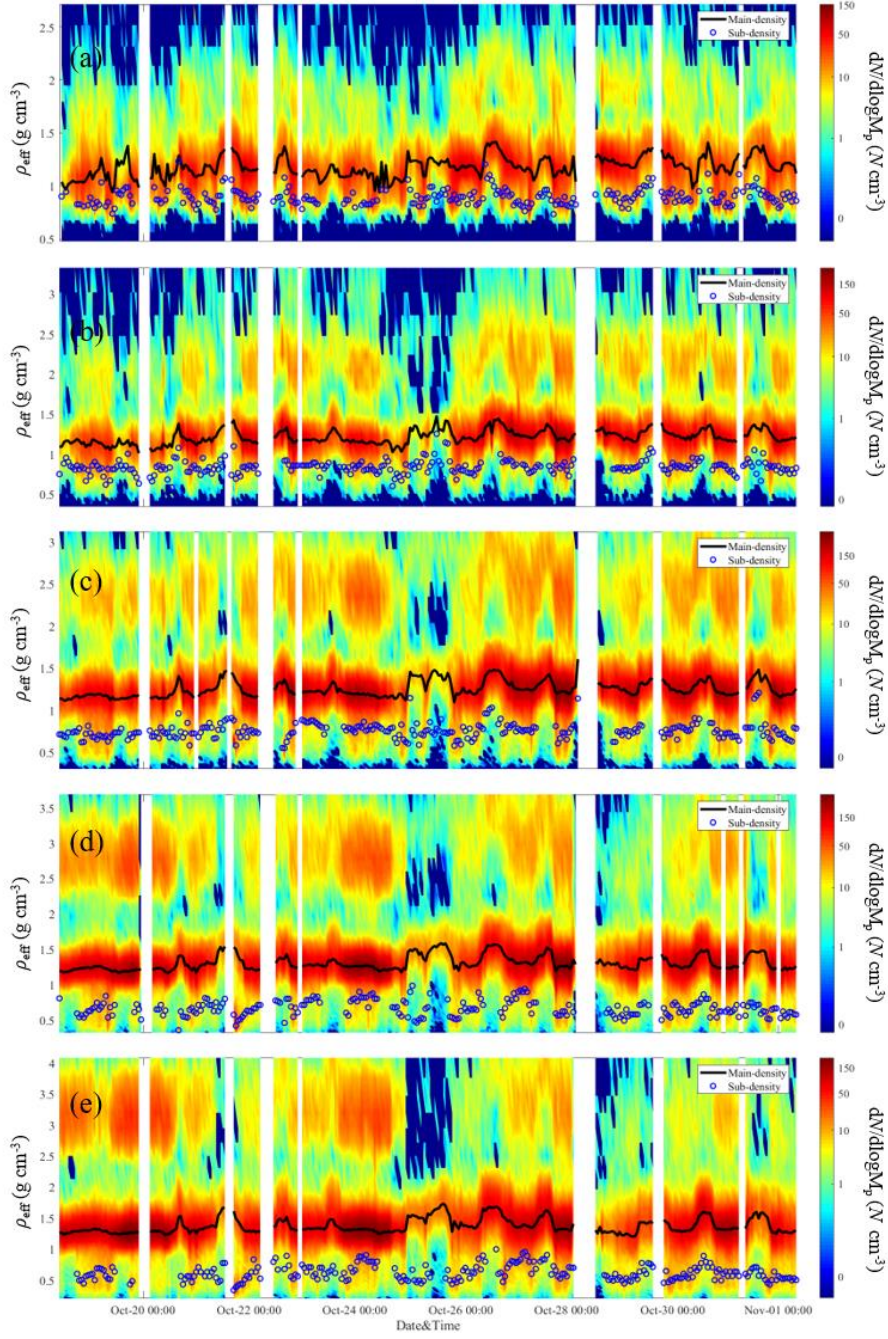 (a)
2.5
2
1.5
1
0.5
ρeff (g cm-3)
Main-density
Sub-density
150
50
10
1
0
dN/dlogMp (N cm-3)
(b)
3
2.5
2
1.5
1
0.5
ρeff (g cm-3)
Main-density
Sub-density
150
50
10
1
0
dN/dlogMp (N cm-3)
(c)
3
2.5
2
1.5
1
0.5
ρeff (g cm-3)
Main-density
Sub-density
150
50
10
1
0
dN/dlogMp (N cm-3)
(d)
3.5
3
2.5
2
1.5
1
0.5
ρeff (g cm-3)
Main-density
Sub-density
150
50
10
1
0
dN/dlogMp (N cm-3)
(e)
4
3.5
3
2.5
2
1.5
1
0.5
ρeff (g cm-3)
Main-density
Sub-density
150
50
10
1
0
dN/dlogMp (N cm-3)
Oct-20 00:00 Oct-22 00:00 Oct-24 00:00 Oct-26 00:00 Oct-28 00:00 Oct-30 00:00 Nov-01 00:00
Date&Time